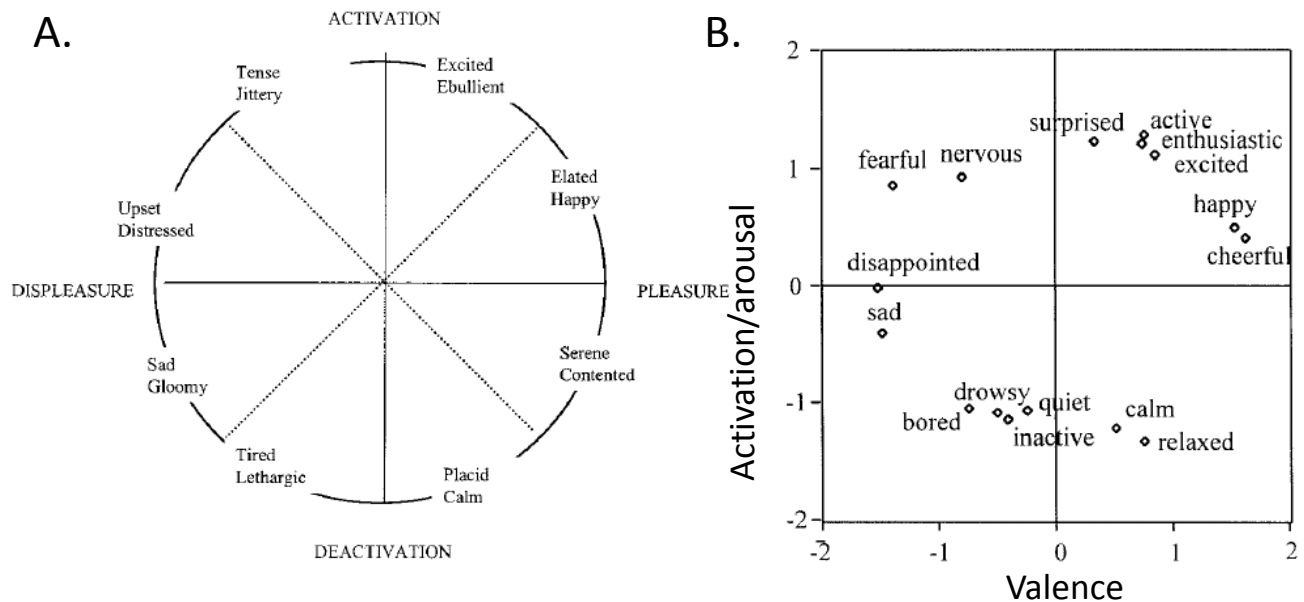 A.
ACTIVATION
Tense
Jittery
Excited
Ebullient
Upset
Distressed
Elated
Happy
DISPLEASURE
PLEASURE
Sad
Gloomy
Serene
Contented
Tired
Lethargic
Placid
Calm
DEACTIVATION
B.
2
1
0
-1
-2
Activation/arousal
surprised
active
enthusiastic
excited
fearful
nervous
happy
cheerful
disappointed
sad
drowsy
quiet
bored
inactive
calm
relaxed
-2
-1
0
1
2
Valence